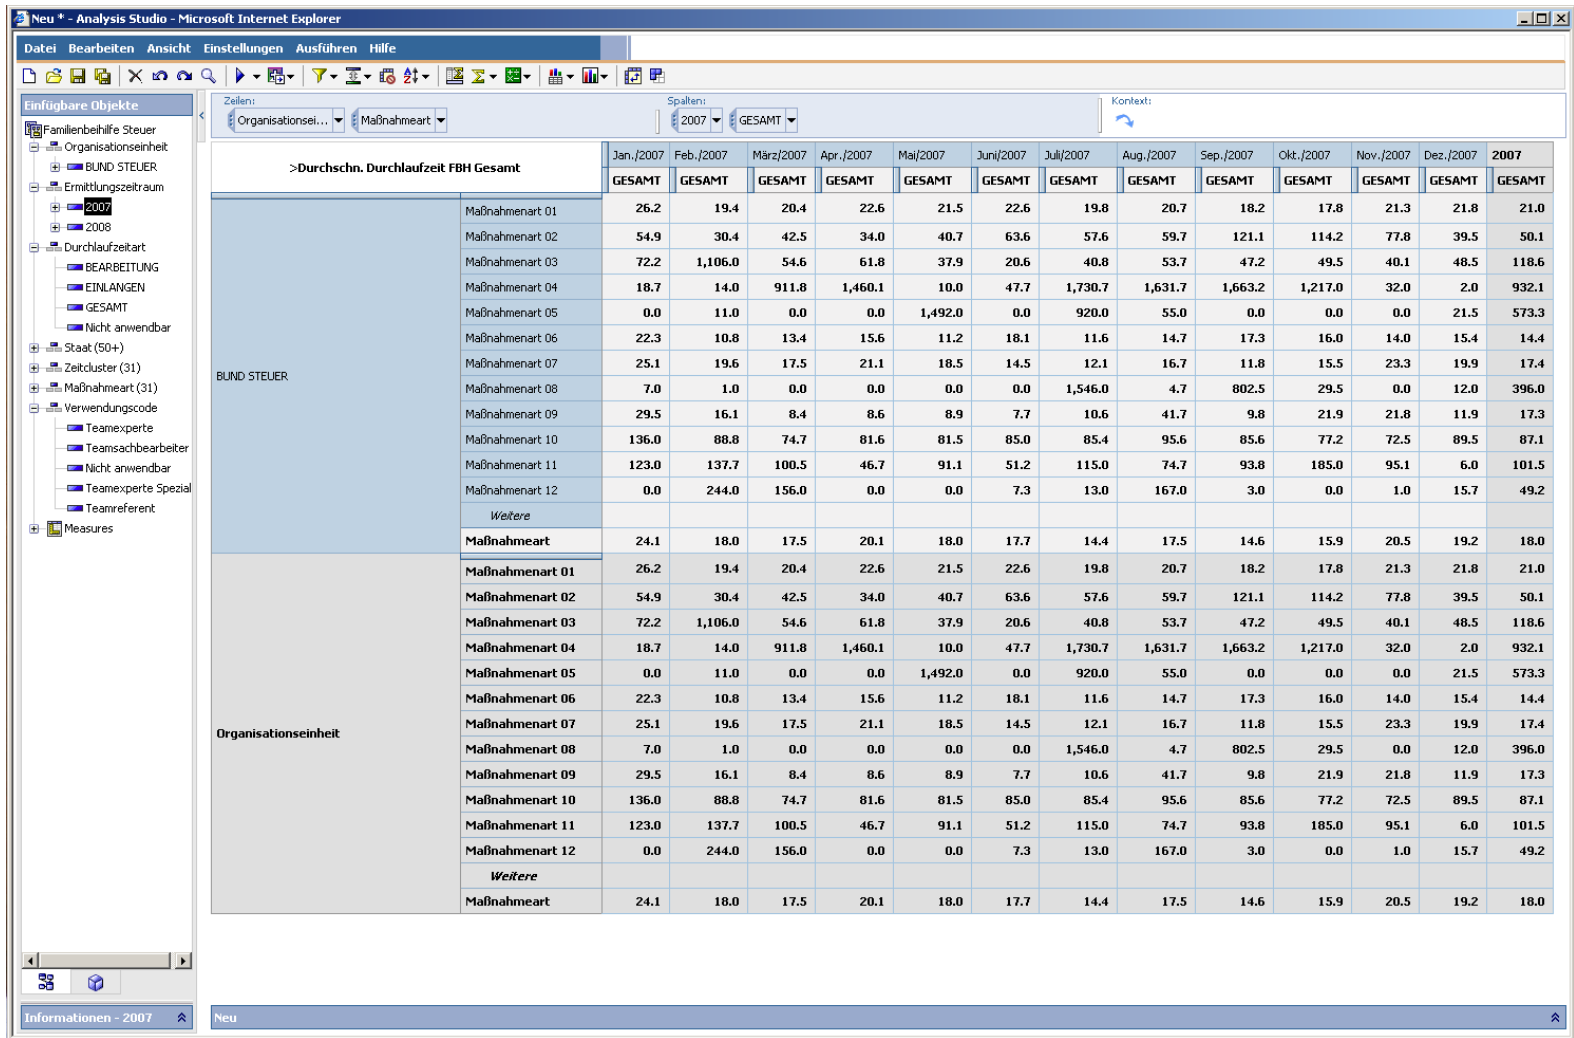 Neu * - Analysis Studio - Microsoft Internet Explorer
Datei Bearbeiten Ansicht Einstellungen Ausführen Hilfe
Einfügbare Objekte
Familienbeihilfe Steuer
Organisationseinheit
BUND STEUER
Ermittlungszeitraum
2007
2008
Durchlaufzeitart
BEARBEITUNG
EINLANGEN
GESAMT
Nicht anwendbar
Staat (50+)
Zeitcluster (31)
Maßnahmeart (31)
Verwendungscode
Teamexperte
Teamsachbearbeiter
Nicht anwendbar
Teamexperte Spezial
Teamreferent
Measures
Informationen - 2007
Zeilen: Spalten: Kontext:
Organisationsei... Maßnahmeart 2007 GESAMT
>Durchschn. Durchlaufzeit FBH Gesamt
Jan./2007 Feb./2007 März/2007 Apr./2007 Mai/2007 Juni/2007 Juli/2007 Aug./2007 Sep./2007 Okt./2007 Nov./2007 Dez./2007 2007
GESAMT GESAMT GESAMT GESAMT GESAMT GESAMT GESAMT GESAMT GESAMT GESAMT GESAMT GESAMT GESAMT
BUND STEUER
Maßnahmenart 01 26.2 19.4 20.4 22.6 21.5 22.6 19.8 20.7 18.2 17.8 21.3 21.8 21.0
Maßnahmenart 02 54.9 30.4 42.5 34.0 40.7 63.6 57.6 59.7 121.1 114.2 77.8 39.5 50.1
Maßnahmenart 03 72.2 1,106.0 54.6 61.8 37.9 20.6 40.8 53.7 47.2 49.5 40.1 48.5 118.6
Maßnahmenart 04 18.7 14.0 911.8 1,460.1 10.0 47.7 1,730.7 1,631.7 1,663.2 1,217.0 32.0 2.0 932.1
Maßnahmenart 05 0.0 11.0 0.0 0.0 1,492.0 0.0 920.0 55.0 0.0 0.0 0.0 21.5 573.3
Maßnahmenart 06 22.3 10.8 13.4 15.6 11.2 18.1 11.6 14.7 17.3 16.0 14.0 15.4 14.4
Maßnahmenart 07 25.1 19.6 17.5 21.1 18.5 14.5 12.1 16.7 11.8 15.5 23.3 19.9 17.4
Maßnahmenart 08 7.0 1.0 0.0 0.0 0.0 0.0 1,546.0 4.7 802.5 29.5 0.0 12.0 396.0
Maßnahmenart 09 29.5 16.1 8.4 8.6 8.9 7.7 10.6 41.7 9.8 21.9 21.8 11.9 17.3
Maßnahmenart 10 136.0 88.8 74.7 81.6 81.5 85.0 85.4 95.6 85.6 77.2 72.5 89.5 87.1
Maßnahmenart 11 123.0 137.7 100.5 46.7 91.1 51.2 115.0 74.7 93.8 185.0 95.1 6.0 101.5
Maßnahmenart 12 0.0 244.0 156.0 0.0 0.0 7.3 13.0 167.0 3.0 0.0 1.0 15.7 49.2
Weitere
Maßnahmeart 24.1 18.0 17.5 20.1 18.0 17.7 14.4 17.5 14.6 15.9 20.5 19.2 18.0
Organisationseinheit
Maßnahmenart 01 26.2 19.4 20.4 22.6 21.5 22.6 19.8 20.7 18.2 17.8 21.3 21.8 21.0
Maßnahmenart 02 54.9 30.4 42.5 34.0 40.7 63.6 57.6 59.7 121.1 114.2 77.8 39.5 50.1
Maßnahmenart 03 72.2 1,106.0 54.6 61.8 37.9 20.6 40.8 53.7 47.2 49.5 40.1 48.5 118.6
Maßnahmenart 04 18.7 14.0 911.8 1,460.1 10.0 47.7 1,730.7 1,631.7 1,663.2 1,217.0 32.0 2.0 932.1
Maßnahmenart 05 0.0 11.0 0.0 0.0 1,492.0 0.0 920.0 55.0 0.0 0.0 0.0 21.5 573.3
Maßnahmenart 06 22.3 10.8 13.4 15.6 11.2 18.1 11.6 14.7 17.3 16.0 14.0 15.4 14.4
Maßnahmenart 07 25.1 19.6 17.5 21.1 18.5 14.5 12.1 16.7 11.8 15.5 23.3 19.9 17.4
Maßnahmenart 08 7.0 1.0 0.0 0.0 0.0 0.0 1,546.0 4.7 802.5 29.5 0.0 12.0 396.0
Maßnahmenart 09 29.5 16.1 8.4 8.6 8.9 7.7 10.6 41.7 9.8 21.9 21.8 11.9 17.3
Maßnahmenart 10 136.0 88.8 74.7 81.6 81.5 85.0 85.4 95.6 85.6 77.2 72.5 89.5 87.1
Maßnahmenart 11 123.0 137.7 100.5 46.7 91.1 51.2 115.0 74.7 93.8 185.0 95.1 6.0 101.5
Maßnahmenart 12 0.0 244.0 156.0 0.0 0.0 7.3 13.0 167.0 3.0 0.0 1.0 15.7 49.2
Weitere
Maßnahmeart 24.1 18.0 17.5 20.1 18.0 17.7 14.4 17.5 14.6 15.9 20.5 19.2 18.0
Neu